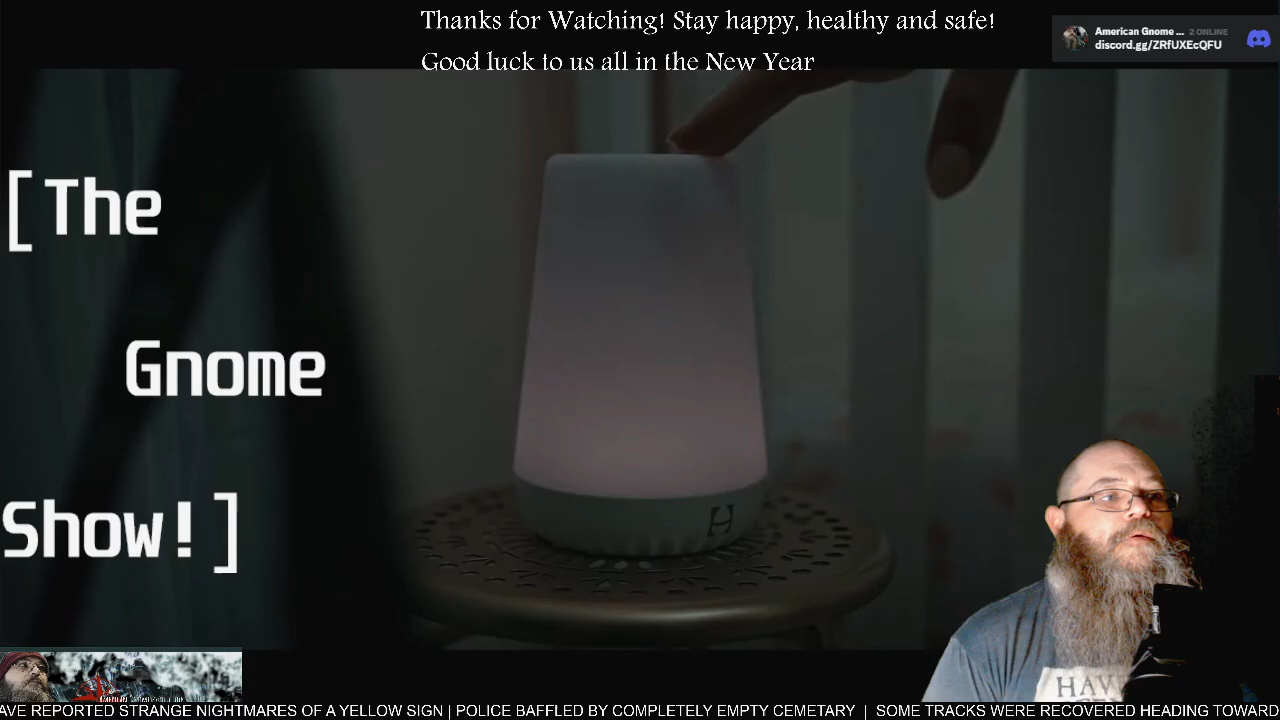 Thanks for Watching! Stay happy, healthy and safe!
Good luck to us all in the New Year
American Gnome ... 2 ONLINE
discord.gg/ZRfUXEcQFU
[The
Gnome
Show!]
H
HAV
AVE REPORTED STRANGE NIGHTMARES OF A YELLOW SIGN | POLICE BAFFLED BY COMPLETELY EMPTY CEMETARY | SOME TRACKS WERE RECOVERED HEADING TOWARD